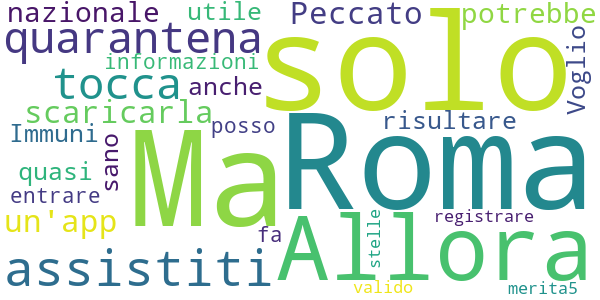 nazionale utile Peccato potrebbe
quarantena solo
informazioni Voglio
tocca anche
scaricarla risultare
Immuni posso Roma
Ma
quasi sano
entrare
un'app fa Allora registrare
stelle
assistiti
valido merita5